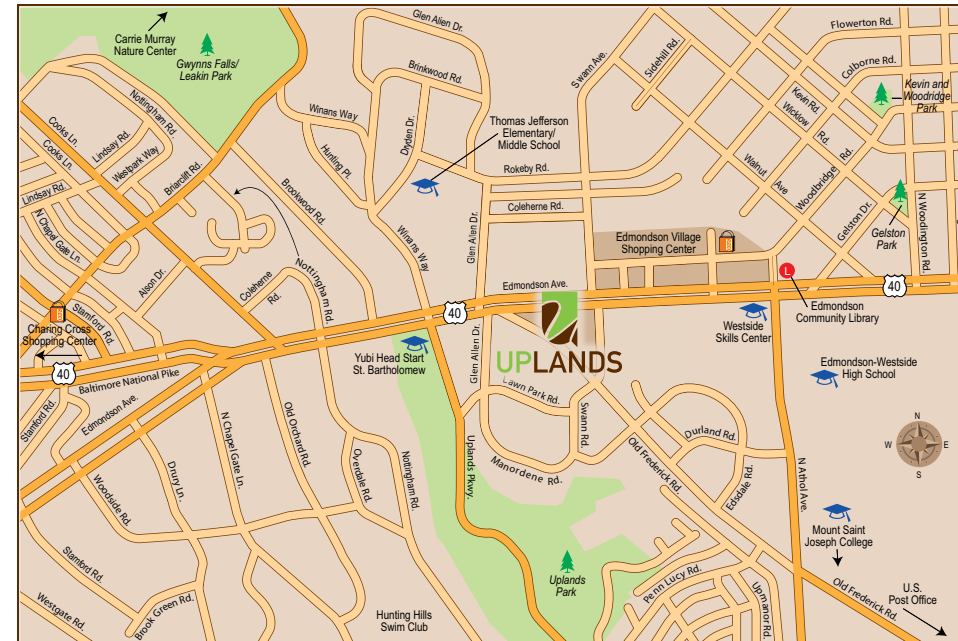 Carrie Murray
Nature Center
Gwynns Falls/
Leakin Park
Glen Alen Dr.
Brinkwood Rd.
Swann Ave.
Sidehill Rd.
Flowerton Rd.
Colborne Rd.
Kevin and
Woodridge
Park
Kevin Rd.
Wicklow Rd.
Nottingham Rd.
Cooks Ln.
Lindsay Rd.
Cooks Ln.
Westpark Way
Briarclift Rd.
Lindsay Rd.
N Chapel Gate Ln.
Winans Way
Hunting Pl.
Dryden Dr.
Thomas Jefferson
Elementary/
Middle School
Rokeby Rd.
Coleherne Rd.
Walnut Ave
Woodbridge Rd.
Gelston Dr.
Gelston
Park
N Woodington Rd.
Brookwood Rd.
Winans Way
Glen Alen Dr.
Edmondson Village
Shopping Center
Nottingham Rd.
Coleherne
Rd.
Alson Dr.
Stamford Rd.
Charing Cross
Shopping Center
40
Baltimore National Pike
Edmondson Ave.
40
Edmondson Ave.
L
40
Edmondson
Community Library
Westside
Skills Center
Edmondson-Westside
High School
Yubi Head Start
St. Bartholomew
Glen Allen Dr.
UPLANDS
Lawn Park Rd.
Swann Rd.
Manordene Rd.
Old Frederick Rd.
Durland Rd.
Edsdale Rd.
N Athol Ave.
N
W
E
S
Stamford Rd.
Woodside Rd.
Drury Ln.
N Chapel Gate Ln.
Old Orchard Rd.
Overdale Rd.
Nottingham Rd.
Uplands Pkwy.
Mount Saint
Joseph College
Uplands
Park
Penn Lucy Rd.
Upmanor Rd.
Old Frederick Rd.
U.S.
Post Office
Stamford Rd.
Westgate Rd.
Brook Green Rd.
Hunting Hills
Swim Club